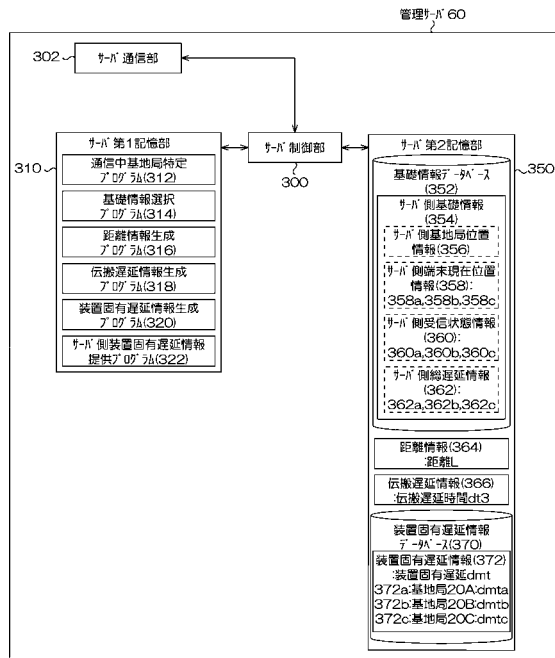 管理サーバ60
302
サーバ通信部
サーバ制御部
300
310
サーバ第1記憶部
通信中基地局特定
プログラム(312)
基礎情報選択
プログラム(314)
距離情報生成
プログラム(316)
伝搬遅延情報生成
プログラム(318)
装置固有遅延情報生成
プログラム(320)
サーバ側装置固有遅延情報
提供プログラム(322)
サーバ第2記憶部
350
基礎情報データベース
(352)
サーバ側基礎情報
(354)
サーバ側基地局位置
情報(356)
サーバ側端末現在位置
情報(358):
358a,358b,358c
サーバ側受信状態情報
(360):
360a,360b,360c
サーバ側総遅延情報
(362):
362a,362b,362c
距離情報(364)
:距離L
伝搬遅延情報(366)
:伝搬遅延時間dt3
装置固有遅延情報
データベース(370)
装置固有遅延情報(372)
:装置固有遅延dmt
372a:基地局20A:dmta
372b:基地局20B:dmtb
372c:基地局20C:dmtc